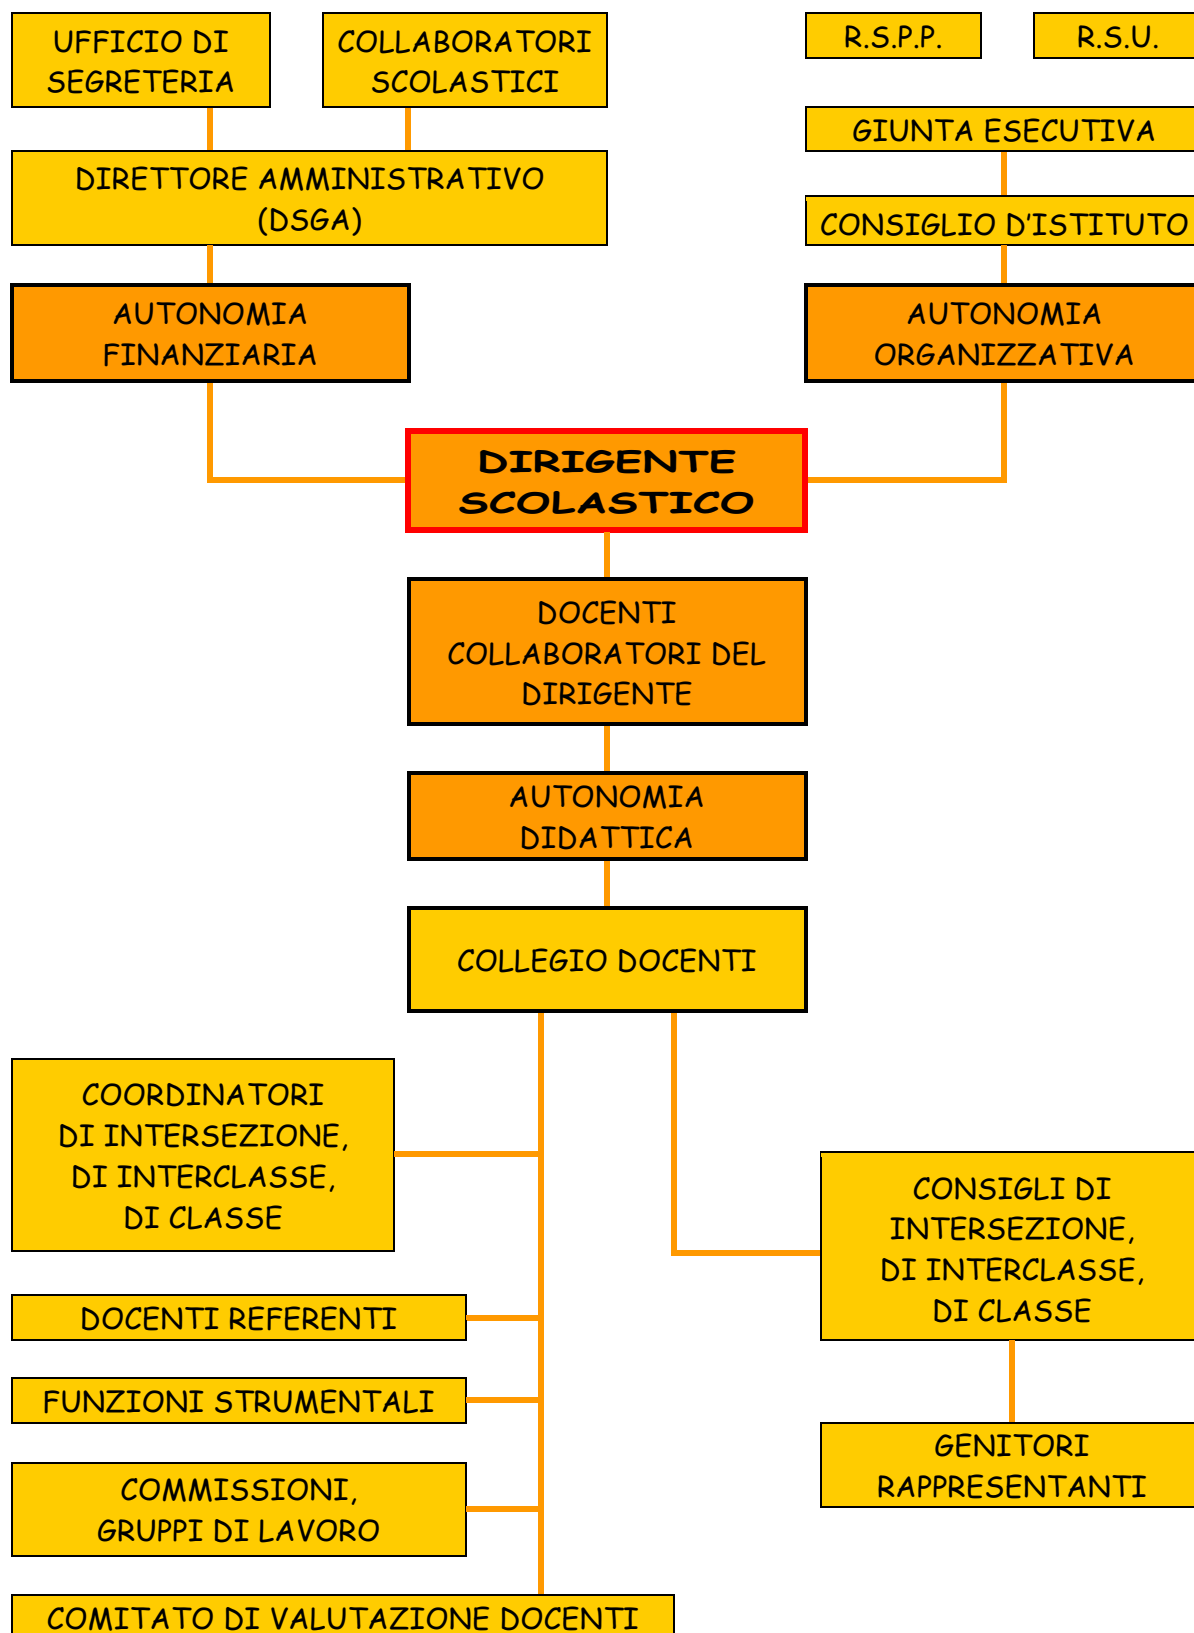 UFFICIO DI
SEGRETERIA
COLLABORATORI
SCOLASTICI
R.S.P.P.
R.S.U.
GIUNTA ESECUTIVA
DIRETTORE AMMINISTRATIVO
(DSGA)
CONSIGLIO D'ISTITUTO
AUTONOMIA
FINANZIARIA
AUTONOMIA
ORGANIZZATIVA
DIRIGENTE
SCOLASTICO
DOCENTI
COLLABORATORI DEL
DIRIGENTE
AUTONOMIA
DIDATTICA
COLLEGIO DOCENTI
COORDINATORI
DI INTERSEZIONE,
DI INTERCLASSE,
DI CLASSE
CONSIGLI DI
INTERSEZIONE,
DI INTERCLASSE,
DI CLASSE
DOCENTI REFERENTI
FUNZIONI STRUMENTALI
GENITORI
RAPPRESENTANTI
COMMISSIONI,
GRUPPI DI LAVORO
COMITATO DI VALUTAZIONE DOCENTI